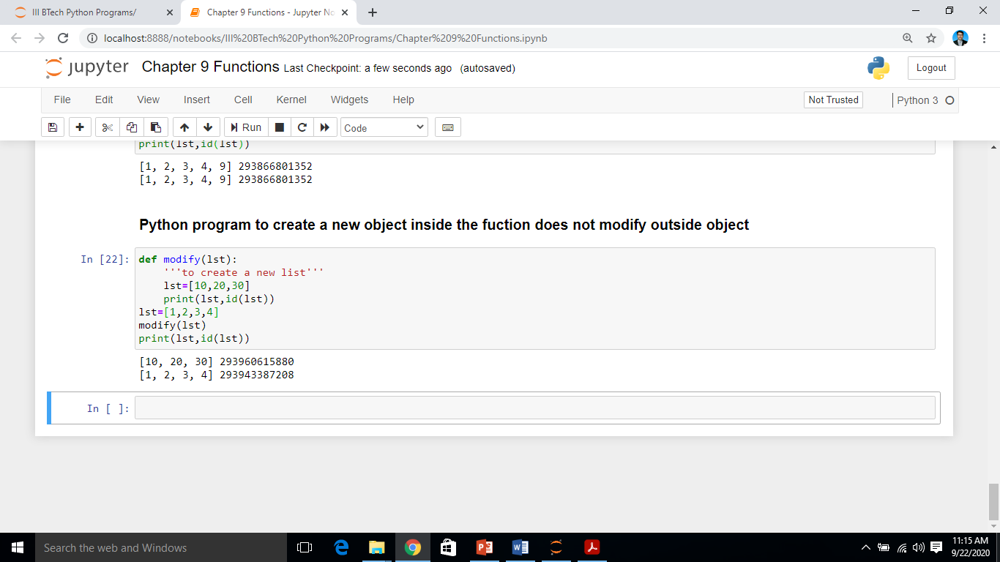 III BTech Python Programs/
Chapter 9 Functions - Jupyter No
localhost:8888/notebooks/III%20BTech%20Python%20Programs/Chapter%209%20Functions.ipynb
jupyter Chapter 9 Functions Last Checkpoint: a few seconds ago (autosaved)
Logout
File Edit View Insert Cell Kernel Widgets Help
Not Trusted
Python 3
Run
Code
print(lst,id(lst))
[1, 2, 3, 4, 9] 293866801352
[1, 2, 3, 4, 9] 293866801352
Python program to create a new object inside the fuction does not modify outside object
In [22]: def modify(lst):
'''to create a new list'''
lst=[10,20,30]
print(lst,id(lst))
lst=[1,2,3,4]
modify(lst)
print(lst,id(lst))
[10, 20, 30] 293960615880
[1, 2, 3, 4] 293943387208
In [ ]:
Search the web and Windows
11:15 AM
9/22/2020